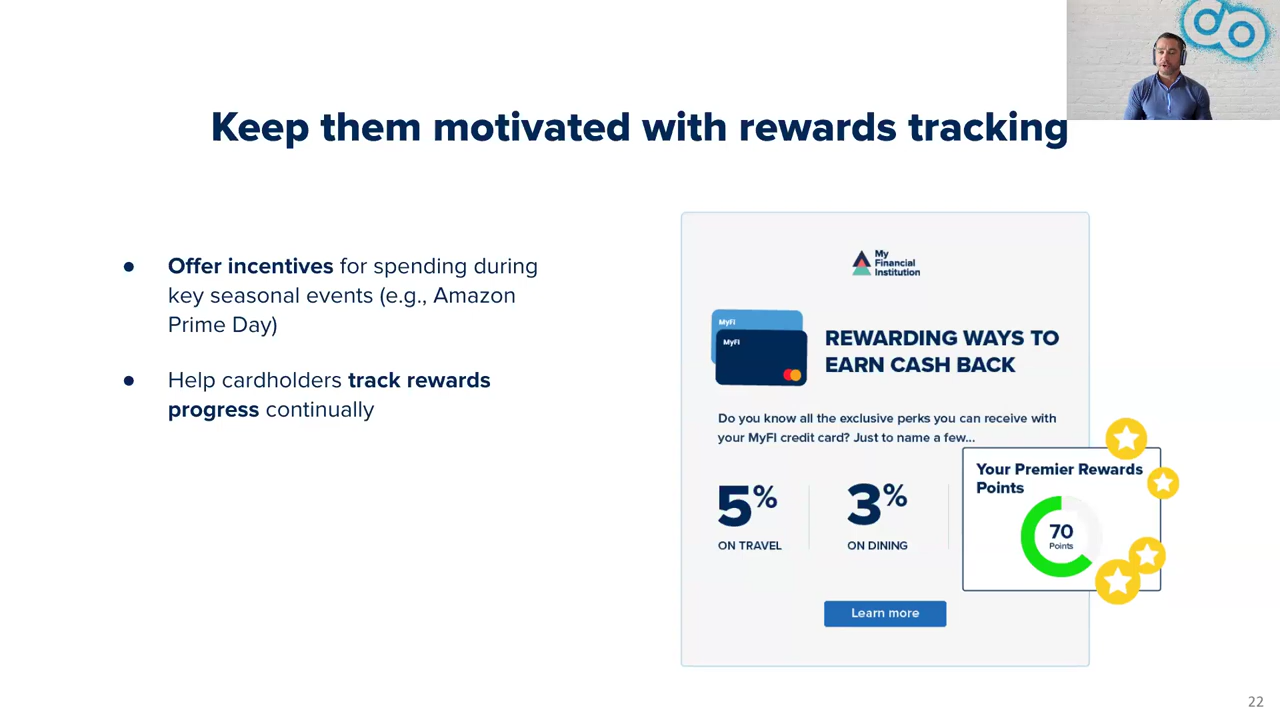 Keep them motivated with rewards tracking
● Offer incentives for spending during
key seasonal events (e.g., Amazon
Prime Day)
● Help cardholders track rewards
progress continually
My
Financial
Institution
MyFI
MyFI
REWARDING WAYS TO
EARN CASH BACK
Do you know all the exclusive perks you can receive with
your MyFI credit card? Just to name a few...
5%
ON TRAVEL
3%
ON DINING
Your Premier Rewards
Points
70
Points
Learn more
22